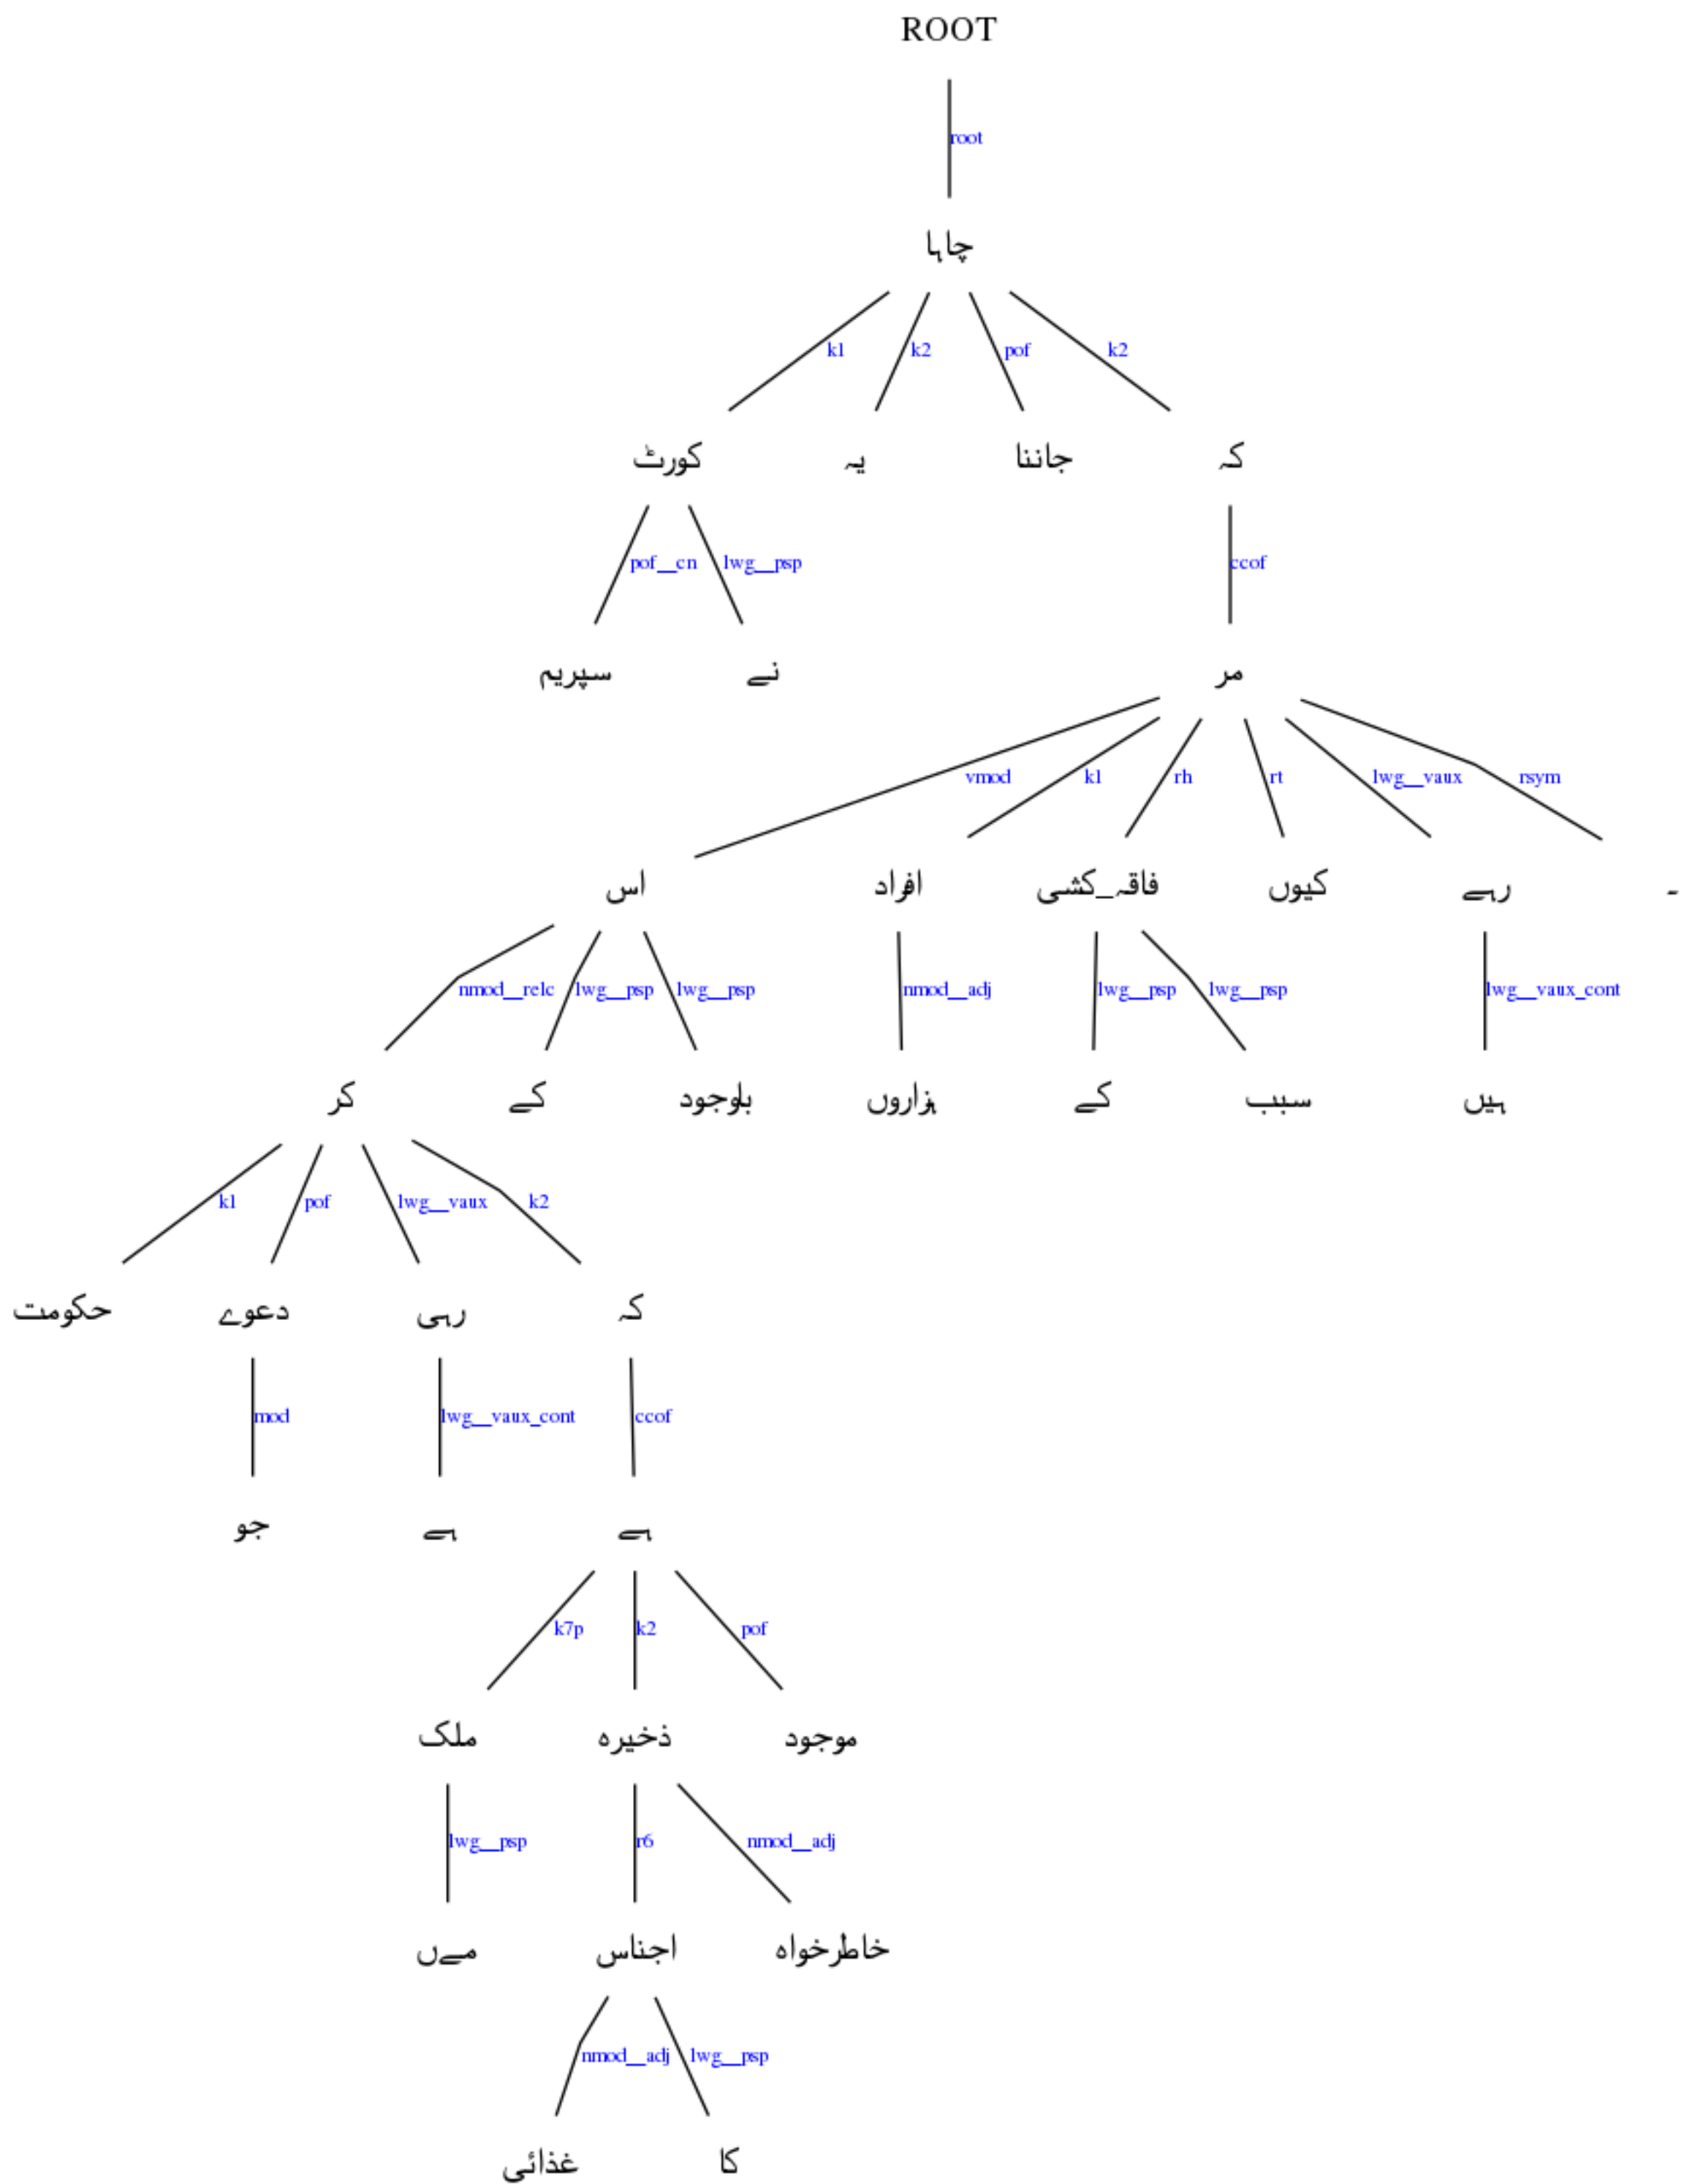 ROOT
root
چاہا
k1 k2 pof k2
کورٹ یہ جاننا کہ
pof__cn lwg__psp ccof
سپریم نے مر
vmod k1 rh rt lwg__vaux rsym
اس افراد فاقہ_کشی کیوں رہے ۔
nmod__relc lwg__psp lwg__psp nmod__adj lwg__psp lwg__psp lwg__vaux_cont
کر کے باوجود ہزاروں کے سبب ہیں
k1 pof lwg__vaux k2
حکومت دعوے رہی کہ
mod lwg__vaux_cont ccof
جو ہے ہے
k7p k2 pof
ملک ذخیرہ موجود
lwg__psp r6 nmod__adj
مےں اجناس خاطرخواہ
nmod__adj lwg__psp
غذائی کا